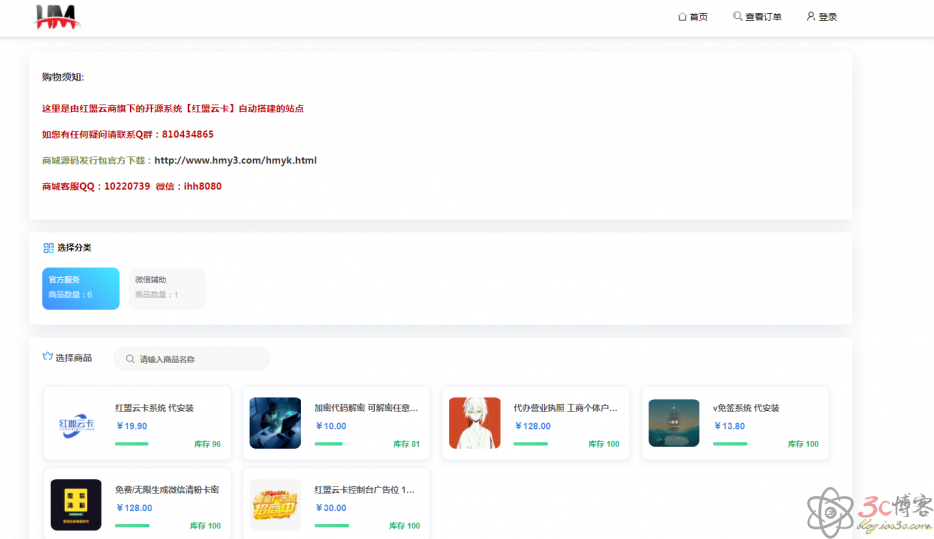 HM
首页
查看订单
登录
购物须知:
这里是由红盟云商旗下的开源系统【红盟云卡】自动搭建的站点
如您有任何疑问请联系Q群：810434865
商城源码发行包官方下载：http://www.hmy3.com/hmyk.html
商城客服QQ：10220739 微信：ihh8080
选择分类
官方服务
商品数量：6
微信辅助
商品数量：1
选择商品
请输入商品名称
红盟云卡
红盟云卡系统 代安装
￥19.90
库存 96
加密代码解密 可解密任意...
￥10.00
库存 81
代办营业执照 工商个体户...
￥128.00
库存 100
v免签系统 代安装
￥13.80
库存 100
免费/无限生成微信清粉卡密
￥128.00
库存 100
招商中
红盟云卡控制台广告位 1...
￥30.00
库存 100
3c博客
blog.ios3c.com